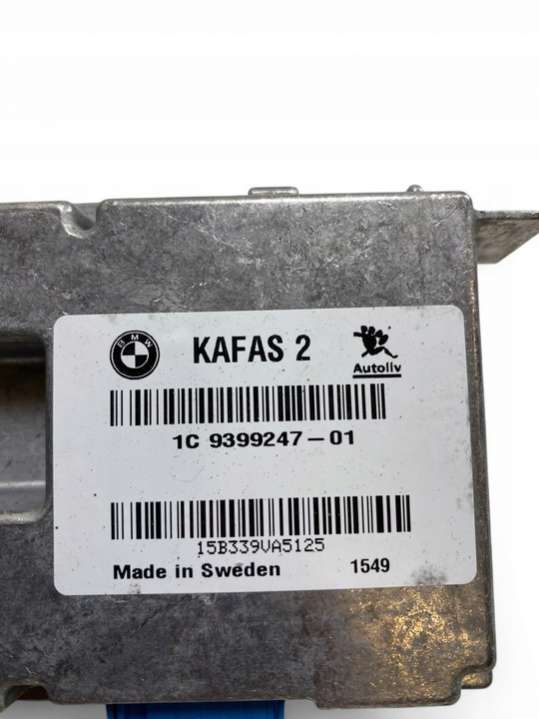 BMW
KAFAS 2
Autoliv
1C 9399247-01
15B339VA5125
Made in Sweden 1549